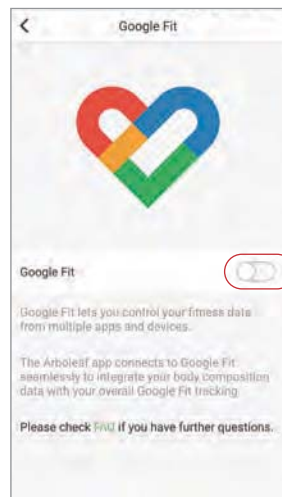 Google Fit
Google Fit
Google Fit lets you control your fitness data
from multiple apps and devices.
The Arboleaf app connects to Google Fit
seamlessly to integrate your body composition
data with your overall Google Fit tracking
Please check FAQ if you have further questions.